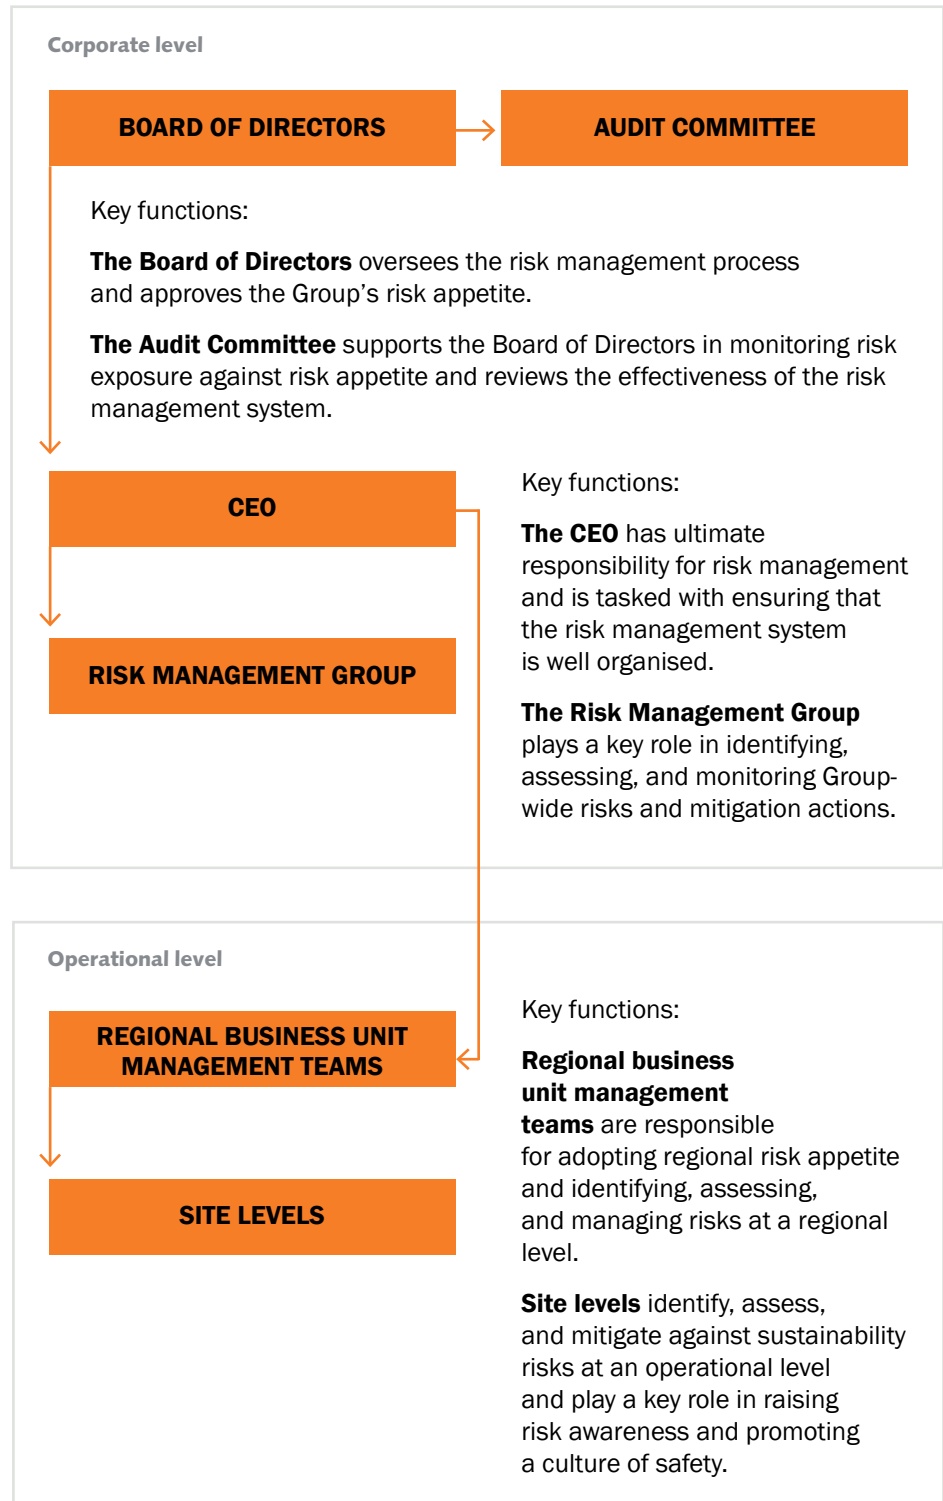 Corporate level
BOARD OF DIRECTORS
AUDIT COMMITTEE
Key functions:
The Board of Directors oversees the risk management process
and approves the Group’s risk appetite.
The Audit Committee supports the Board of Directors in monitoring risk
exposure against risk appetite and reviews the effectiveness of the risk
management system.
CEO
RISK MANAGEMENT GROUP
Key functions:
The CEO has ultimate
responsibility for risk management
and is tasked with ensuring that
the risk management system
is well organised.
The Risk Management Group
plays a key role in identifying,
assessing, and monitoring Group-
wide risks and mitigation actions.
Operational level
REGIONAL BUSINESS UNIT
MANAGEMENT TEAMS
SITE LEVELS
Key functions:
Regional business
unit management
teams are responsible
for adopting regional risk appetite
and identifying, assessing,
and managing risks at a regional
level.
Site levels identify, assess,
and mitigate against sustainability
risks at an operational level
and play a key role in raising
risk awareness and promoting
a culture of safety.